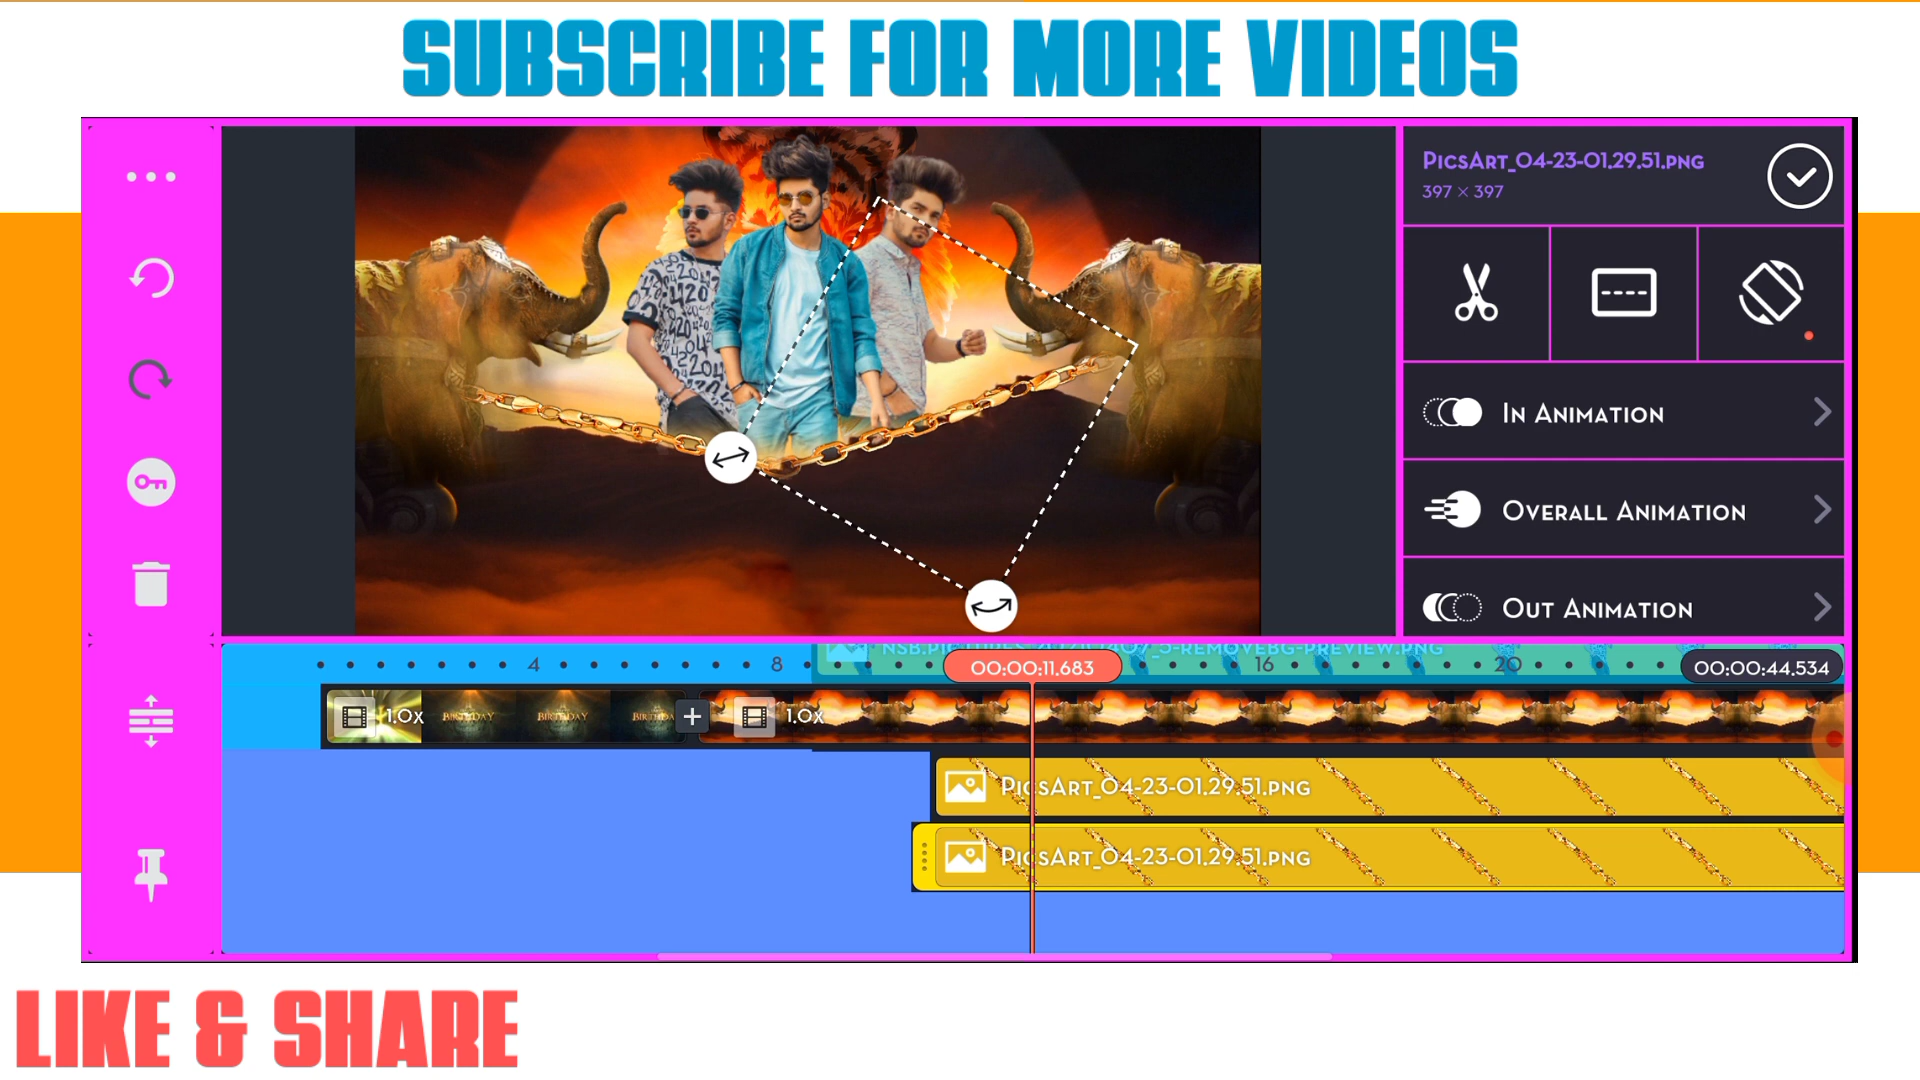 SUBSCRIBE FOR MORE VIDEOS
PicsArt_04-23-01.29.51.png
397 × 397
In Animation
Overall Animation
Out Animation
4
8
00:00:11.683
16
20
00:00:44.534
1.0x
BIRTHDAY
BIRTHDAY
1.0x
PicsArt_04-23-01.29.51.png
PicsArt_04-23-01.29.51.png
LIKE & SHARE